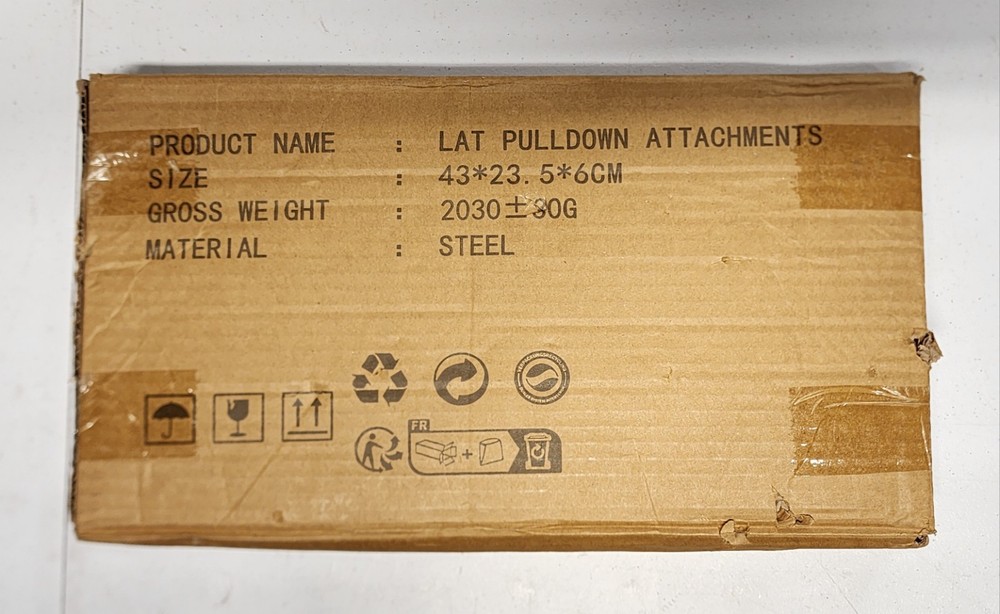 PRODUCT NAME : LAT PULLDOWN ATTACHMENTS
SIZE : 43*23.5*6CM
GROSS WEIGHT : 2030±30G
MATERIAL : STEEL
FR